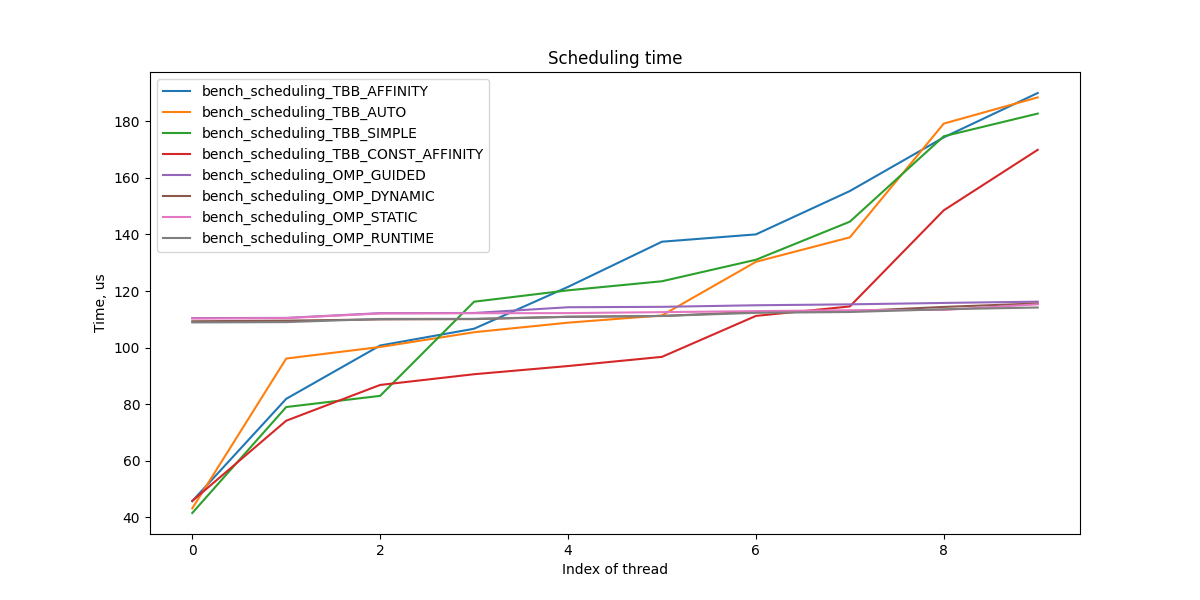 Scheduling time
bench_scheduling_TBB_AFFINITY
bench_scheduling_TBB_AUTO
bench_scheduling_TBB_SIMPLE
bench_scheduling_TBB_CONST_AFFINITY
bench_scheduling_OMP_GUIDED
bench_scheduling_OMP_DYNAMIC
bench_scheduling_OMP_STATIC
bench_scheduling_OMP_RUNTIME
Time, us
180
160
140
120
100
80
60
40
0 2 4 6 8
Index of thread